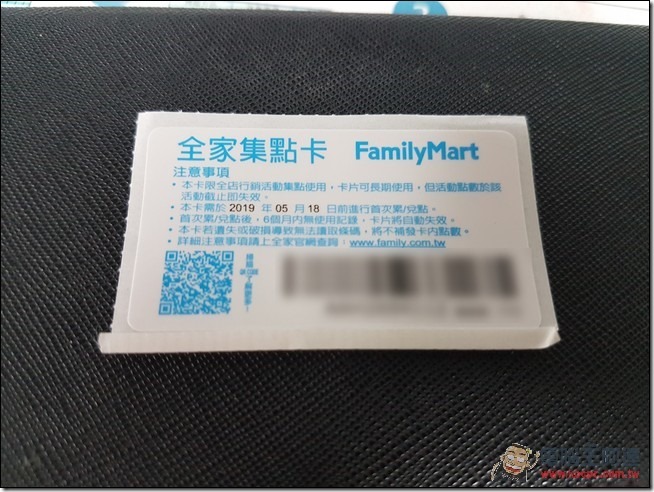 全家集點卡 FamilyMart
注意事項
・本卡限全店行銷活動集點使用，卡片可長期使用，但活動點數於該
活動截止即失效。
・本卡需於 2019 年 05 月 18 日前進行首次累/兌點。
・首次累/兌點後，6個月內無使用記錄，卡片將自動失效。
・本卡若遺失或破損導致無法讀取條碼，將不補發卡內點數。
詳細注意事項請上全家官網查詢：www.family.com.tw